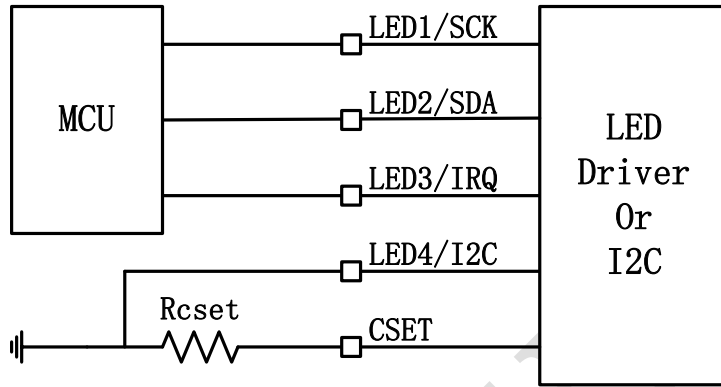 LED1/SCK
MCU
LED2/SDA
LED
Driver
Or
I2C
LED3/IRQ
LED4/I2C
Rcset
CSET